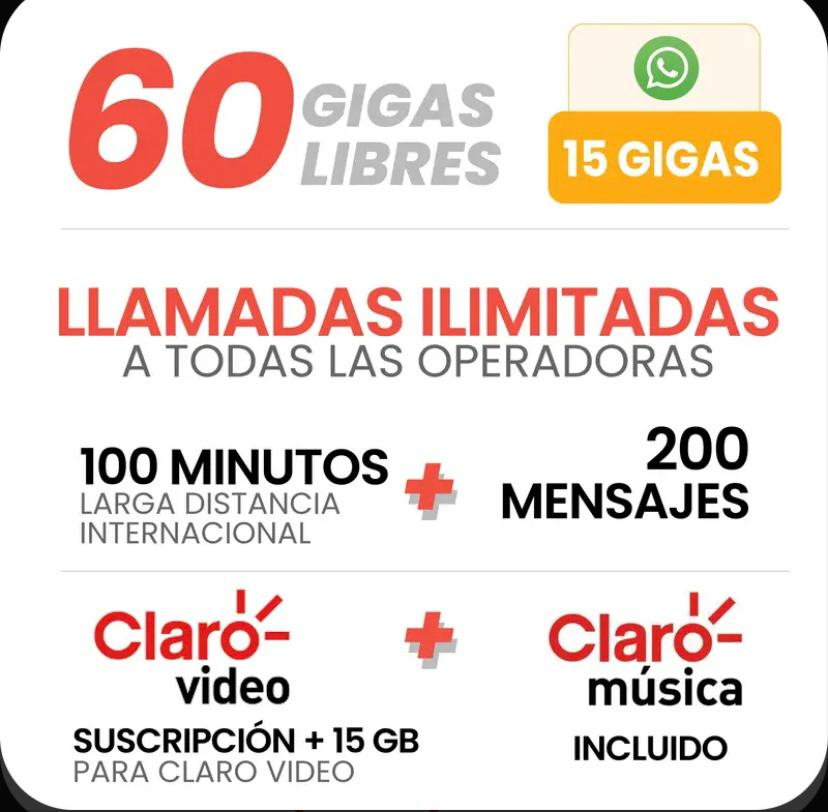 60 GIGAS
LIBRES
15 GIGAS
LLAMADAS ILIMITADAS
A TODAS LAS OPERADORAS
100 MINUTOS
LARGA DISTANCIA
INTERNACIONAL
+
200
MENSAJES
Claro
video
SUSCRIPCIÓN + 15 GB
PARA CLARO VIDEO
+
Claro
música
INCLUIDO